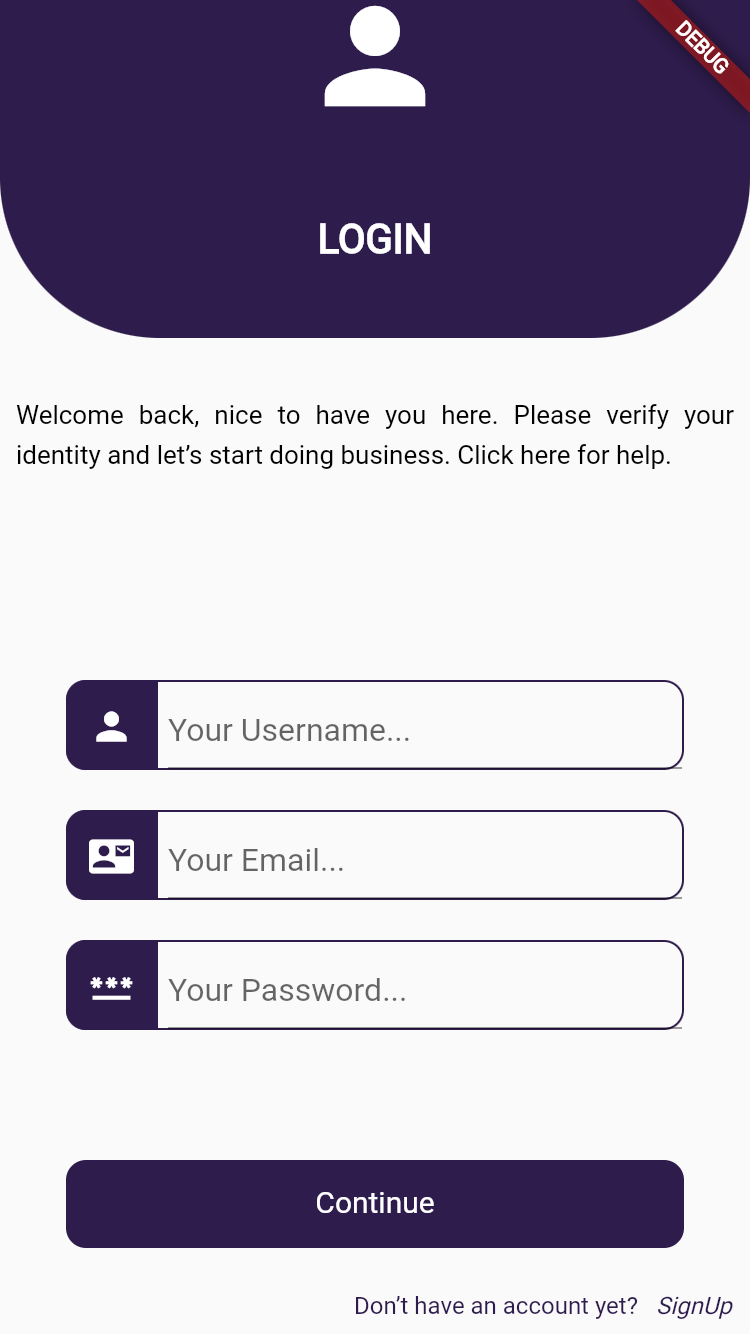 DEBUG
LOGIN
Welcome back, nice to have you here. Please verify your
identity and let’s start doing business. Click here for help.
Your Username...
Your Email...
***
Your Password...
Continue
Don’t have an account yet? SignUp